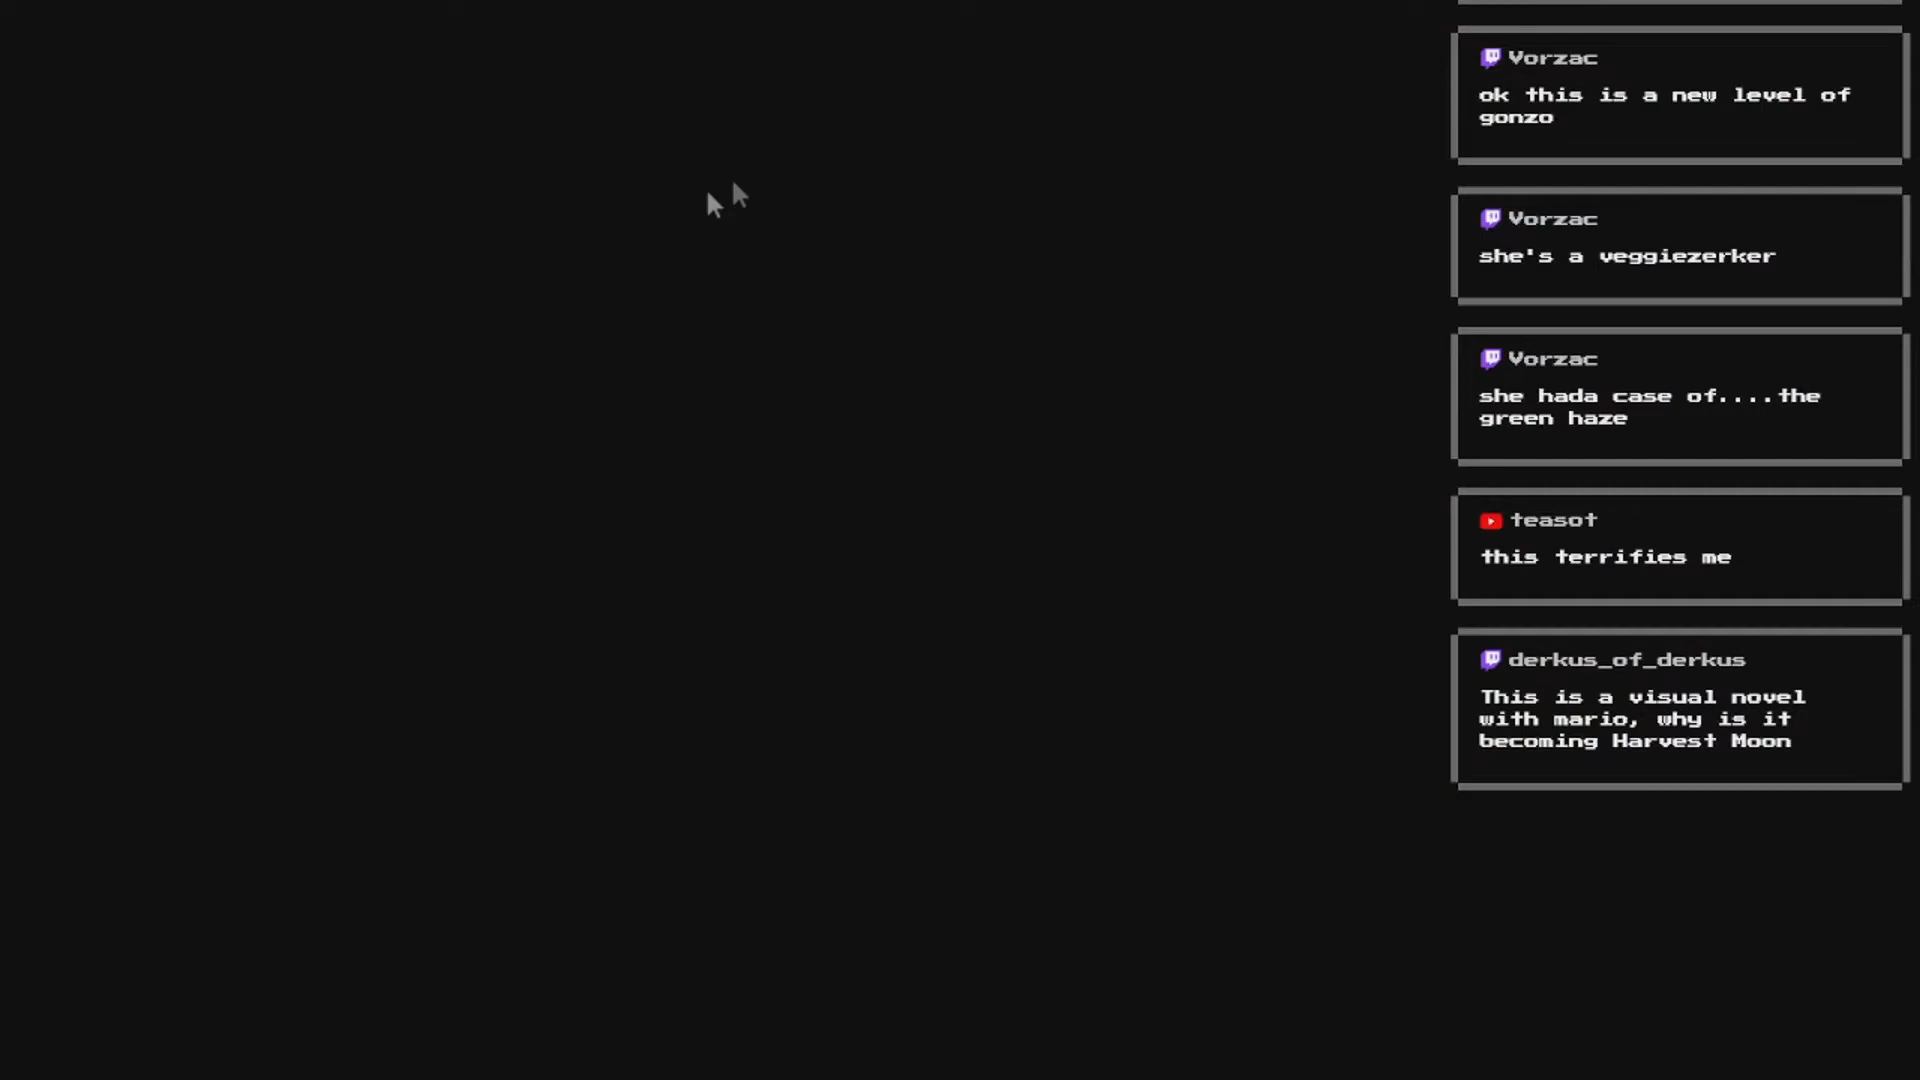 Vorzac
ok this is a new level of
gonzo
Vorzac
she's a veggiezerker
Vorzac
she hada case of....the
green haze
teasot
this terrifies me
derkus_of_derkus
This is a visual novel
with mario, why is it
becoming Harvest Moon